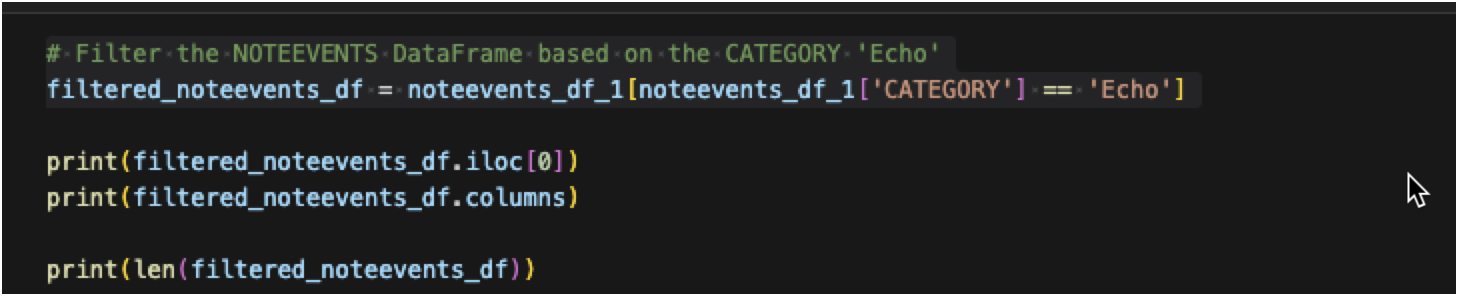 # Filter the NOTEEVENTS DataFrame based on the CATEGORY 'Echo'
filtered_noteevents_df = noteevents_df_1[noteevents_df_1['CATEGORY'] == 'Echo']
print(filtered_noteevents_df.iloc[0])
print(filtered_noteevents_df.columns)
print(len(filtered_noteevents_df))